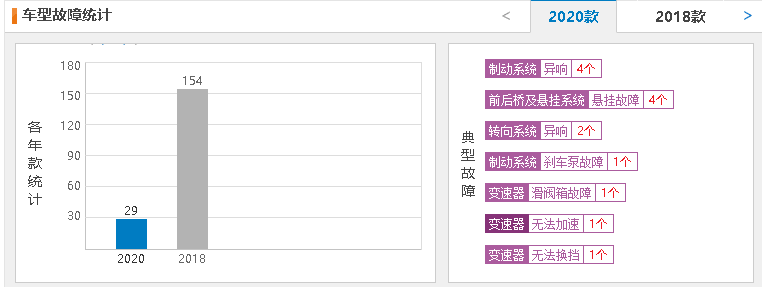 车型故障统计
< 2020款 2018款 >
各年款统计
180
150
120
90
60
30
154
29
2020 2018
典型故障
制动系统 异响 4个
前后桥及悬挂系统 悬挂故障 4个
转向系统 异响 2个
制动系统 刹车泵故障 1个
变速器 滑阀箱故障 1个
变速器 无法加速 1个
变速器 无法换挡 1个